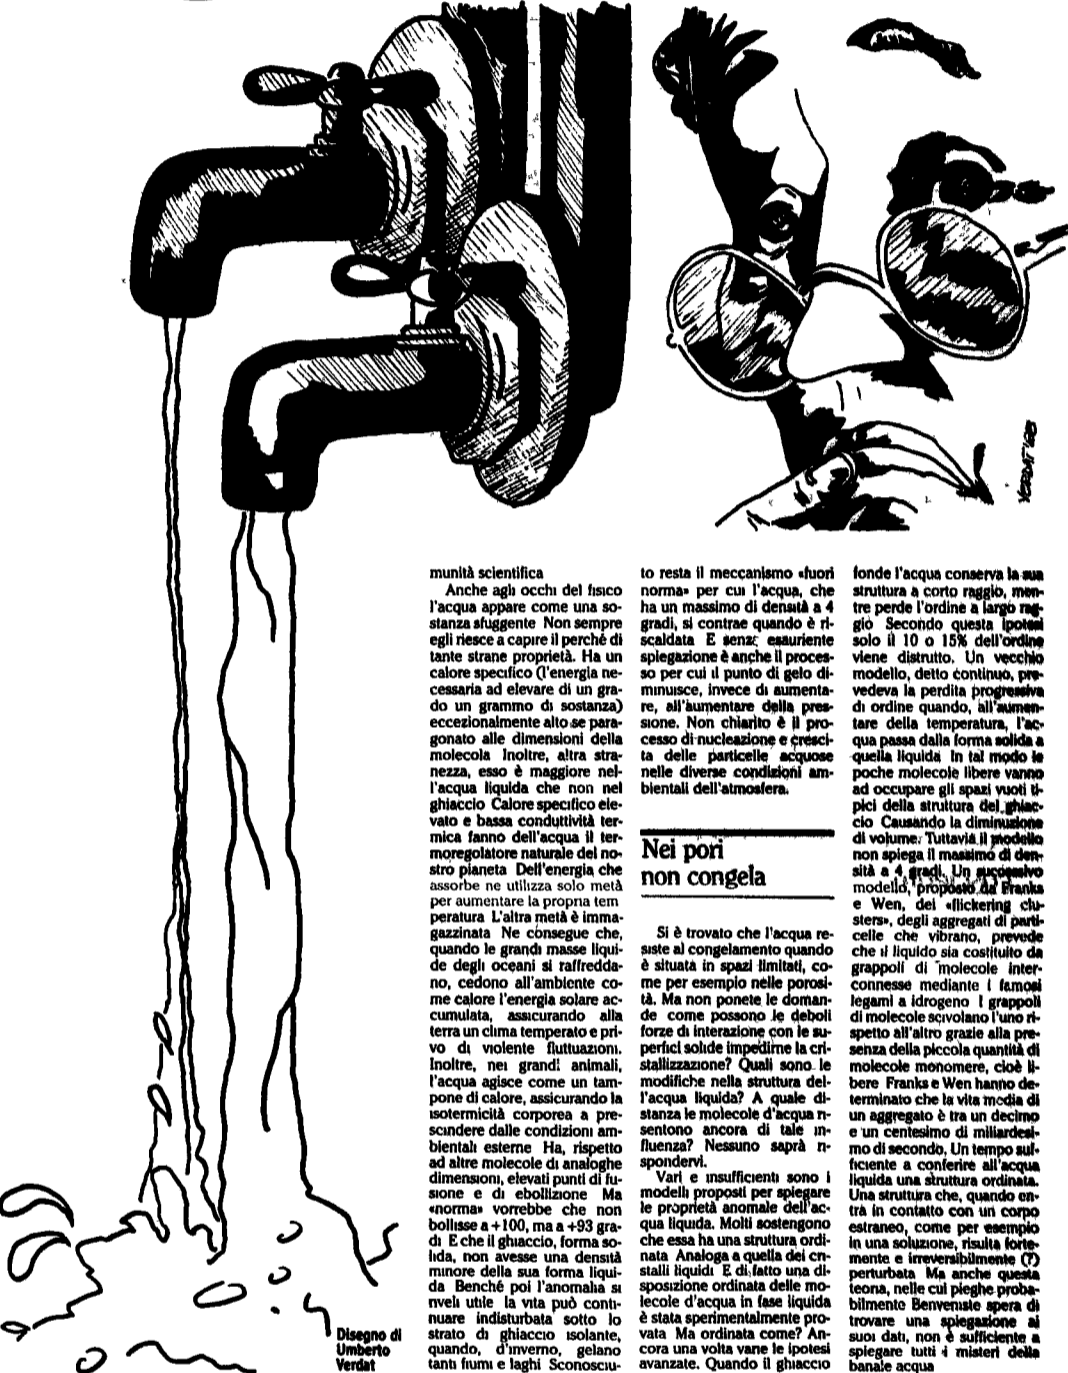 VERDAT '88
munità scientifica
Anche agli occhi del fisico
l'acqua appare come una so-
stanza sfuggente Non sempre
egli riesce a capire il perché di
tante strane proprietà. Ha un
calore specifico (l'energia ne-
cessaria ad elevare di un gra-
do un grammo di sostanza)
eccezionalmente alto se para-
gonato alle dimensioni della
molecola Inoltre, altra stra-
nezza, esso è maggiore nel-
l'acqua liquida che non nel
ghiaccio Calore specifico ele-
vato e bassa conduttività ter-
mica fanno dell'acqua il ter-
moregolatore naturale del no-
stro pianeta Dell'energia che
assorbe ne utilizza solo metà
per aumentare la propria tem
peratura L'altra metà è imma-
gazzinata Ne consegue che,
quando le grandi masse liqui-
de degli oceani si raffredda-
no, cedono all'ambiente co-
me calore l'energia solare ac-
cumulata, assicurando alla
terra un clima temperato e pri-
vo di violente fluttuazioni.
Inoltre, nei grandi animali,
l'acqua agisce come un tam-
pone di calore, assicurando la
isotermicità corporea a pre-
scindere dalle condizioni am-
bientali esterne Ha, rispetto
ad altre molecole di analoghe
dimensioni, elevati punti di fu-
sione e di ebollizione Ma
«norma» vorrebbe che non
bollisse a +100, ma a +93 gra-
di E che il ghiaccio, forma so-
lida, non avesse una densità
minore della sua forma liqui-
da Benché poi l'anomalia si
riveli utile la vita può conti-
nuare indisturbata sotto lo
strato di ghiaccio isolante,
quando, d'inverno, gelano
tanti fiumi e laghi Sconosciu-
Disegno di
Umberto
Verdat
to resta il meccanismo «fuori
norma» per cui l'acqua, che
ha un massimo di densità a 4
gradi, si contrae quando è ri-
scaldata E senza esauriente
spiegazione è anche il proces-
so per cui il punto di gelo di-
minuisce, invece di aumenta-
re, all'aumentare della pres-
sione. Non chiarito è il pro-
cesso di nucleazione e cresci-
ta delle particelle acquose
nelle diverse condizioni am-
bientali dell'atmosfera.
Nei pori
non congela
Si è trovato che l'acqua re-
siste al congelamento quando
è situata in spazi limitati, co-
me per esempio nelle porosi-
tà. Ma non ponete le doman-
de come possono le deboli
forze di interazione con le su-
perfici solide impedirne la cri-
stallizzazione? Quali sono le
modifiche nella struttura del-
l'acqua liquida? A quale di-
stanza le molecole d'acqua ri-
sentono ancora di tale in-
fluenza? Nessuno saprà ri-
spondervi.
Vari e insufficienti sono i
modelli proposti per spiegare
le proprietà anomale dell'ac-
qua liquida. Molti sostengono
che essa ha una struttura ordi-
nata Analoga a quella dei cri-
stalli liquidi E di fatto una di-
sposizione ordinata delle mo-
lecole d'acqua in fase liquida
è stata sperimentalmente pro-
vata Ma ordinata come? An-
cora una volta varie le ipotesi
avanzate. Quando il ghiaccio
fonde l'acqua conserva la sua
struttura a corto raggio, men-
tre perde l'ordine a largo rag-
gio Secondo questa ipotesi
solo il 10 o 15% dell'ordine
viene distrutto. Un vecchio
modello, detto continuo, pre-
vedeva la perdita progressiva
di ordine quando, all'aumen-
tare della temperatura, l'ac-
qua passa dalla forma solida a
quella liquida In tal modo le
poche molecole libere vanno
ad occupare gli spazi vuoti ti-
pici della struttura del ghiac-
cio Causando la diminuzione
di volume. Tuttavia il modello
non spiega il massimo di den-
sità a 4 gradi. Un successivo
modello, proposto da Franks
e Wen, dei «flickering clu-
sters», degli aggregati di parti-
celle che vibrano, prevede
che il liquido sia costituito da
grappoli di molecole inter-
connesse mediante i famosi
legami a idrogeno I grappoli
di molecole scivolano l'uno ri-
spetto all'altro grazie alla pre-
senza della piccola quantità di
molecole monomere, cioè li-
bere Franks e Wen hanno de-
terminato che la vita media di
un aggregato è tra un decimo
e un centesimo di miliardesi-
mo di secondo, Un tempo suf-
ficiente a conferire all'acqua
liquida una struttura ordinata.
Una struttura che, quando en-
tra in contatto con un corpo
estraneo, come per esempio
in una soluzione, risulta forte-
mente e irreversibilmente (?)
perturbata Ma anche questa
teoria, nelle cui pieghe proba-
bilmente Benveniste spera di
trovare una spiegazione ai
suoi dati, non è sufficiente a
spiegare tutti i misteri della
banale acqua